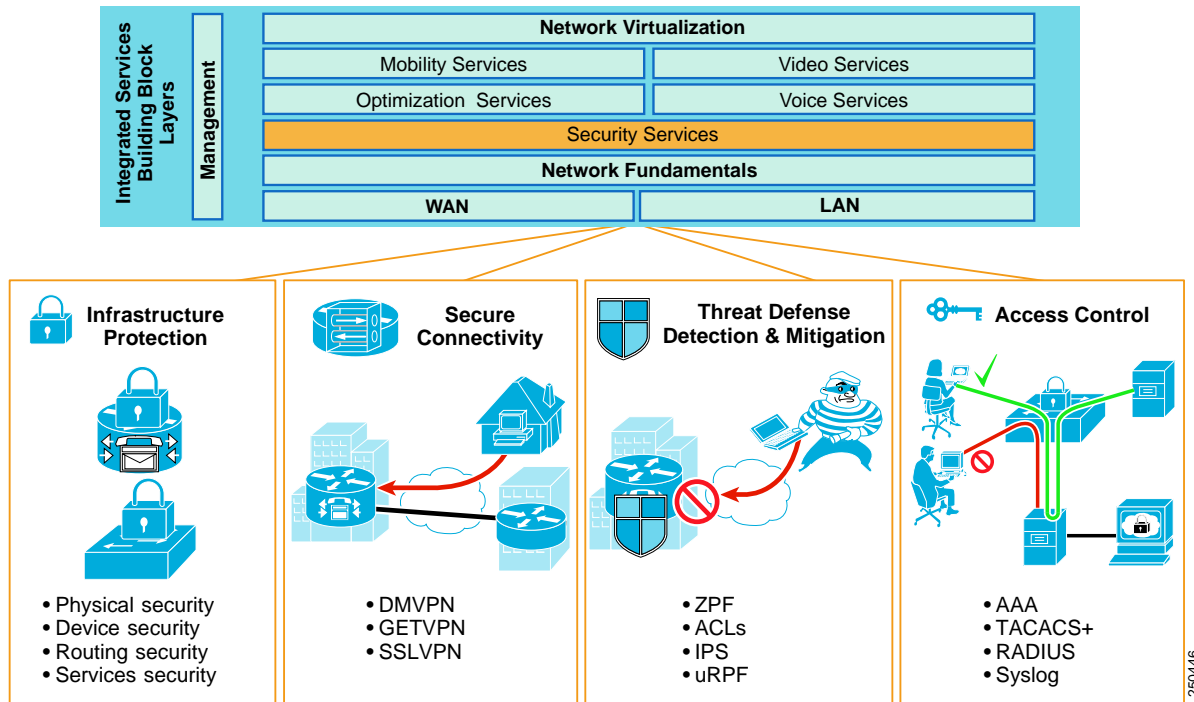 Integrated Services
Building Block
Layers
Management
Network Virtualization
Mobility Services
Video Services
Optimization Services
Voice Services
Security Services
Network Fundamentals
WAN
LAN
Infrastructure
Protection
• Physical security
• Device security
• Routing security
• Services security
Secure
Connectivity
• DMVPN
• GETVPN
• SSLVPN
Threat Defense
Detection & Mitigation
• ZPF
• ACLs
• IPS
• uRPF
Access Control
• AAA
• TACACS+
• RADIUS
• Syslog
250446